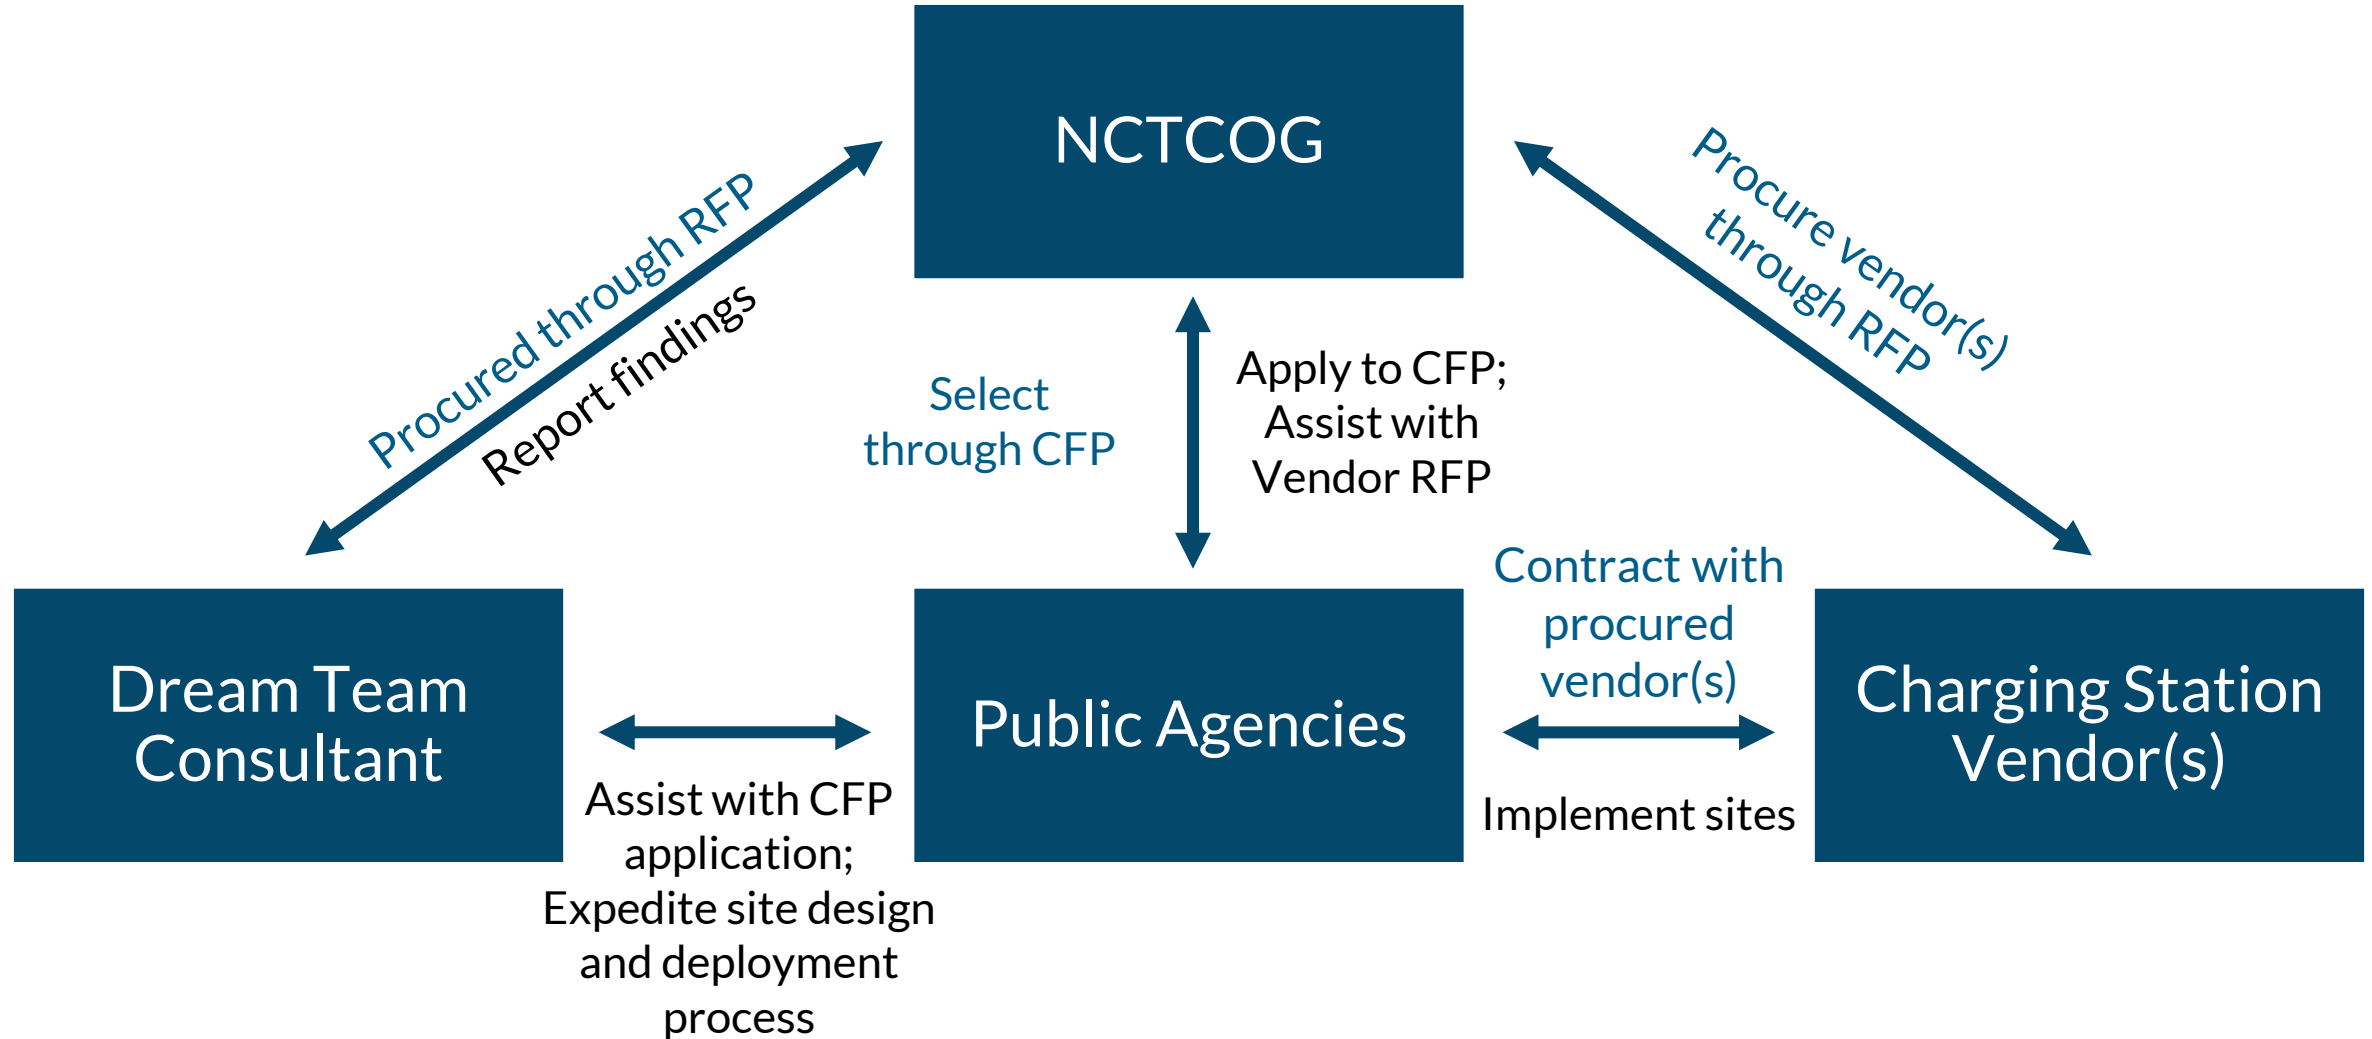 NCTCOG
Procured through RFP
Report findings
Select
through CFP
Apply to CFP;
Assist with
Vendor RFP
Procure vendor(s)
through RFP
Contract with
procured
vendor(s)
Dream Team
Consultant
Public Agencies
Charging Station
Vendor(s)
Assist with CFP
application;
Expedite site design
and deployment
process
Implement sites